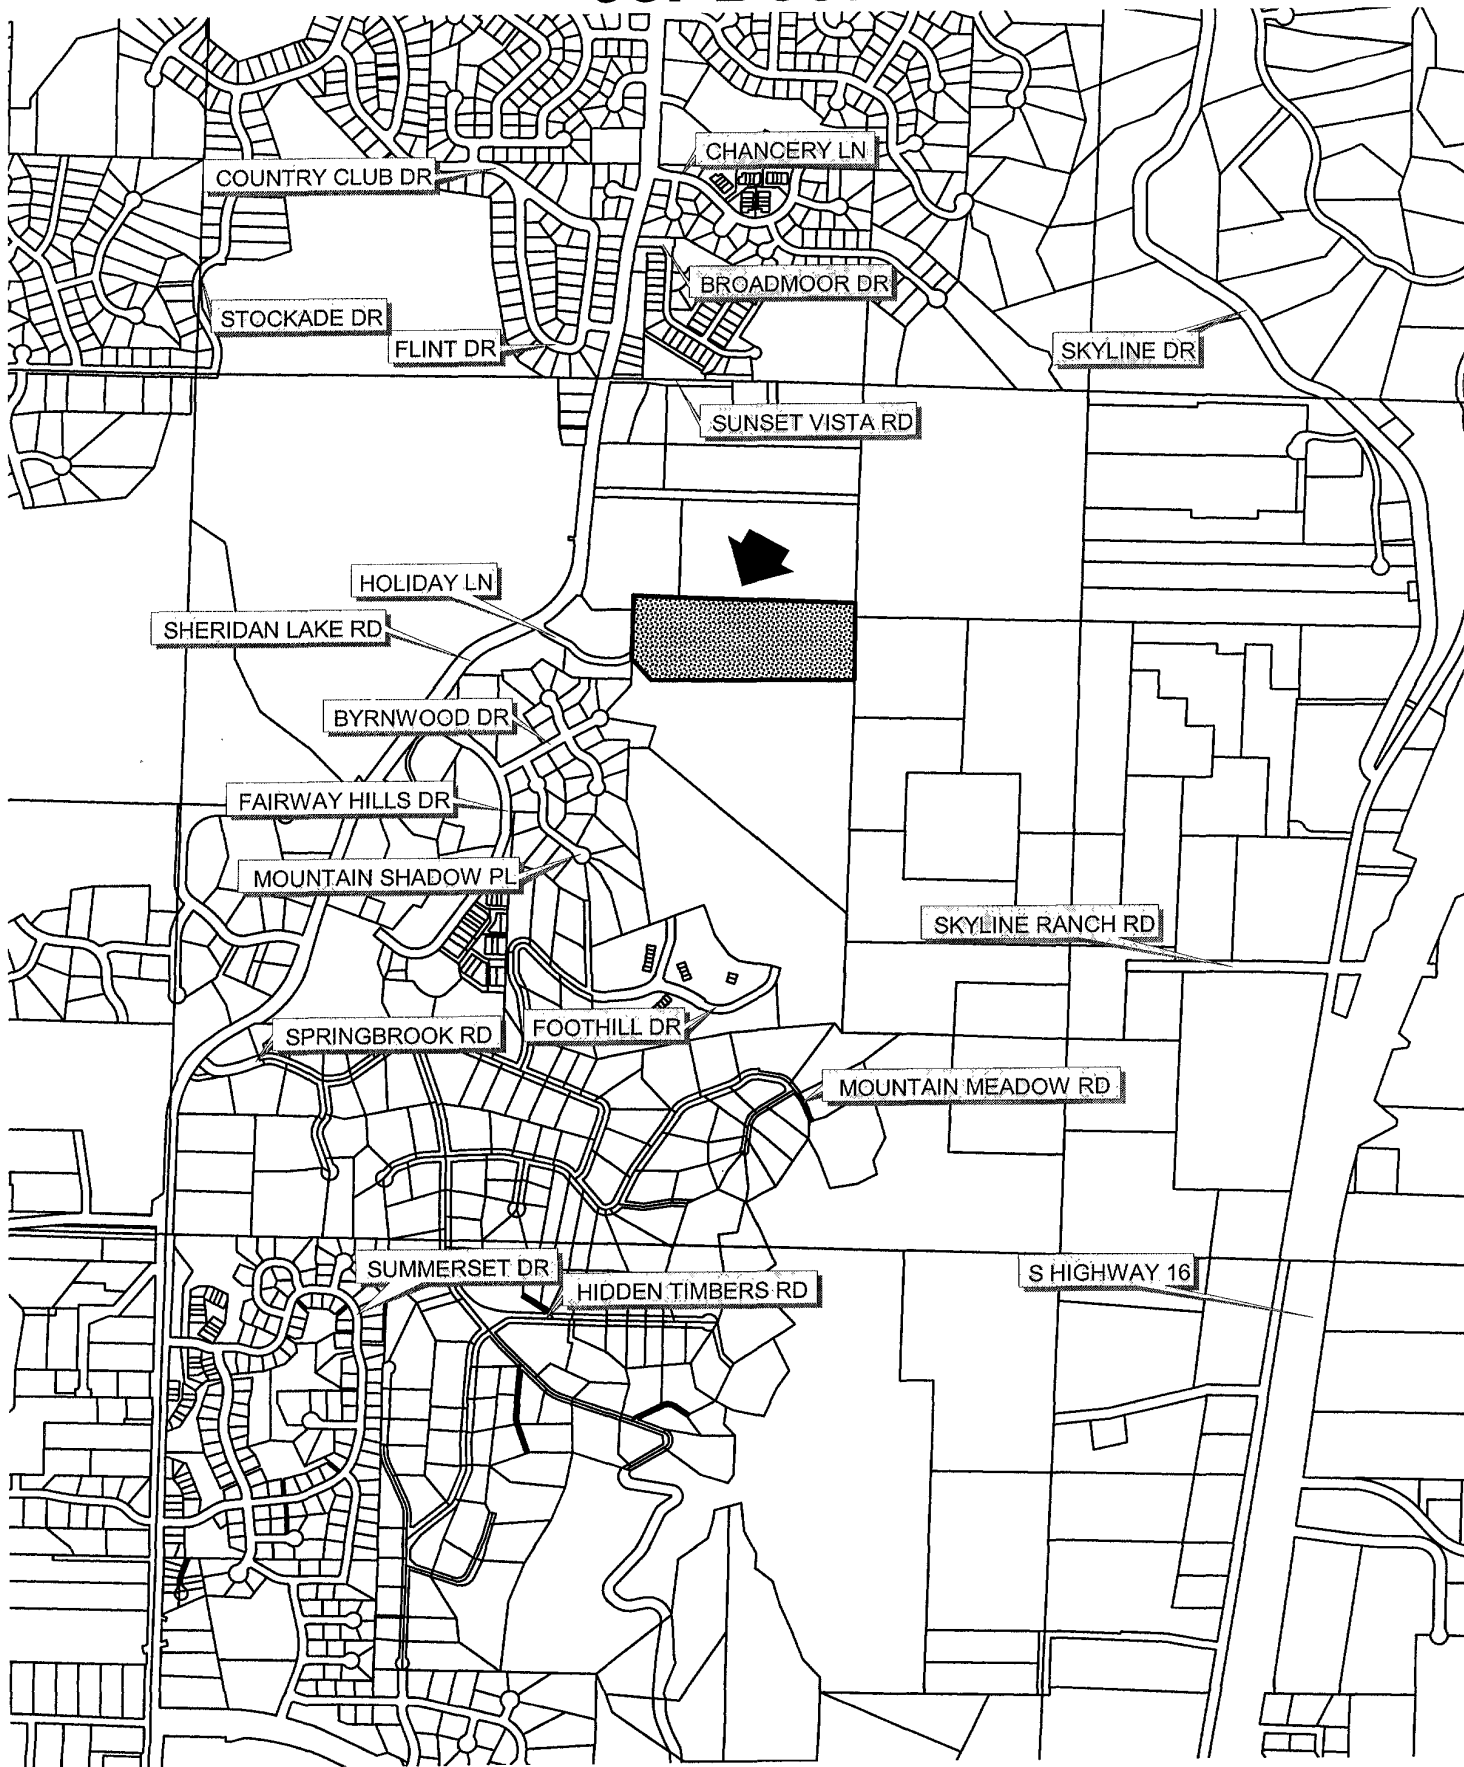 CHANCERY LN
COUNTRY CLUB DR
BROADMOOR DR
STOCKADE DR
FLINT DR
SKYLINE DR
SUNSET VISTA RD
HOLIDAY LN
SHERIDAN LAKE RD
BYRNWOOD DR
FAIRWAY HILLS DR
MOUNTAIN SHADOW PL
SKYLINE RANCH RD
SPRINGBROOK RD
FOOTHILL DR
MOUNTAIN MEADOW RD
SUMMERSET DR
S HIGHWAY 16
HIDDEN TIMBERS RD